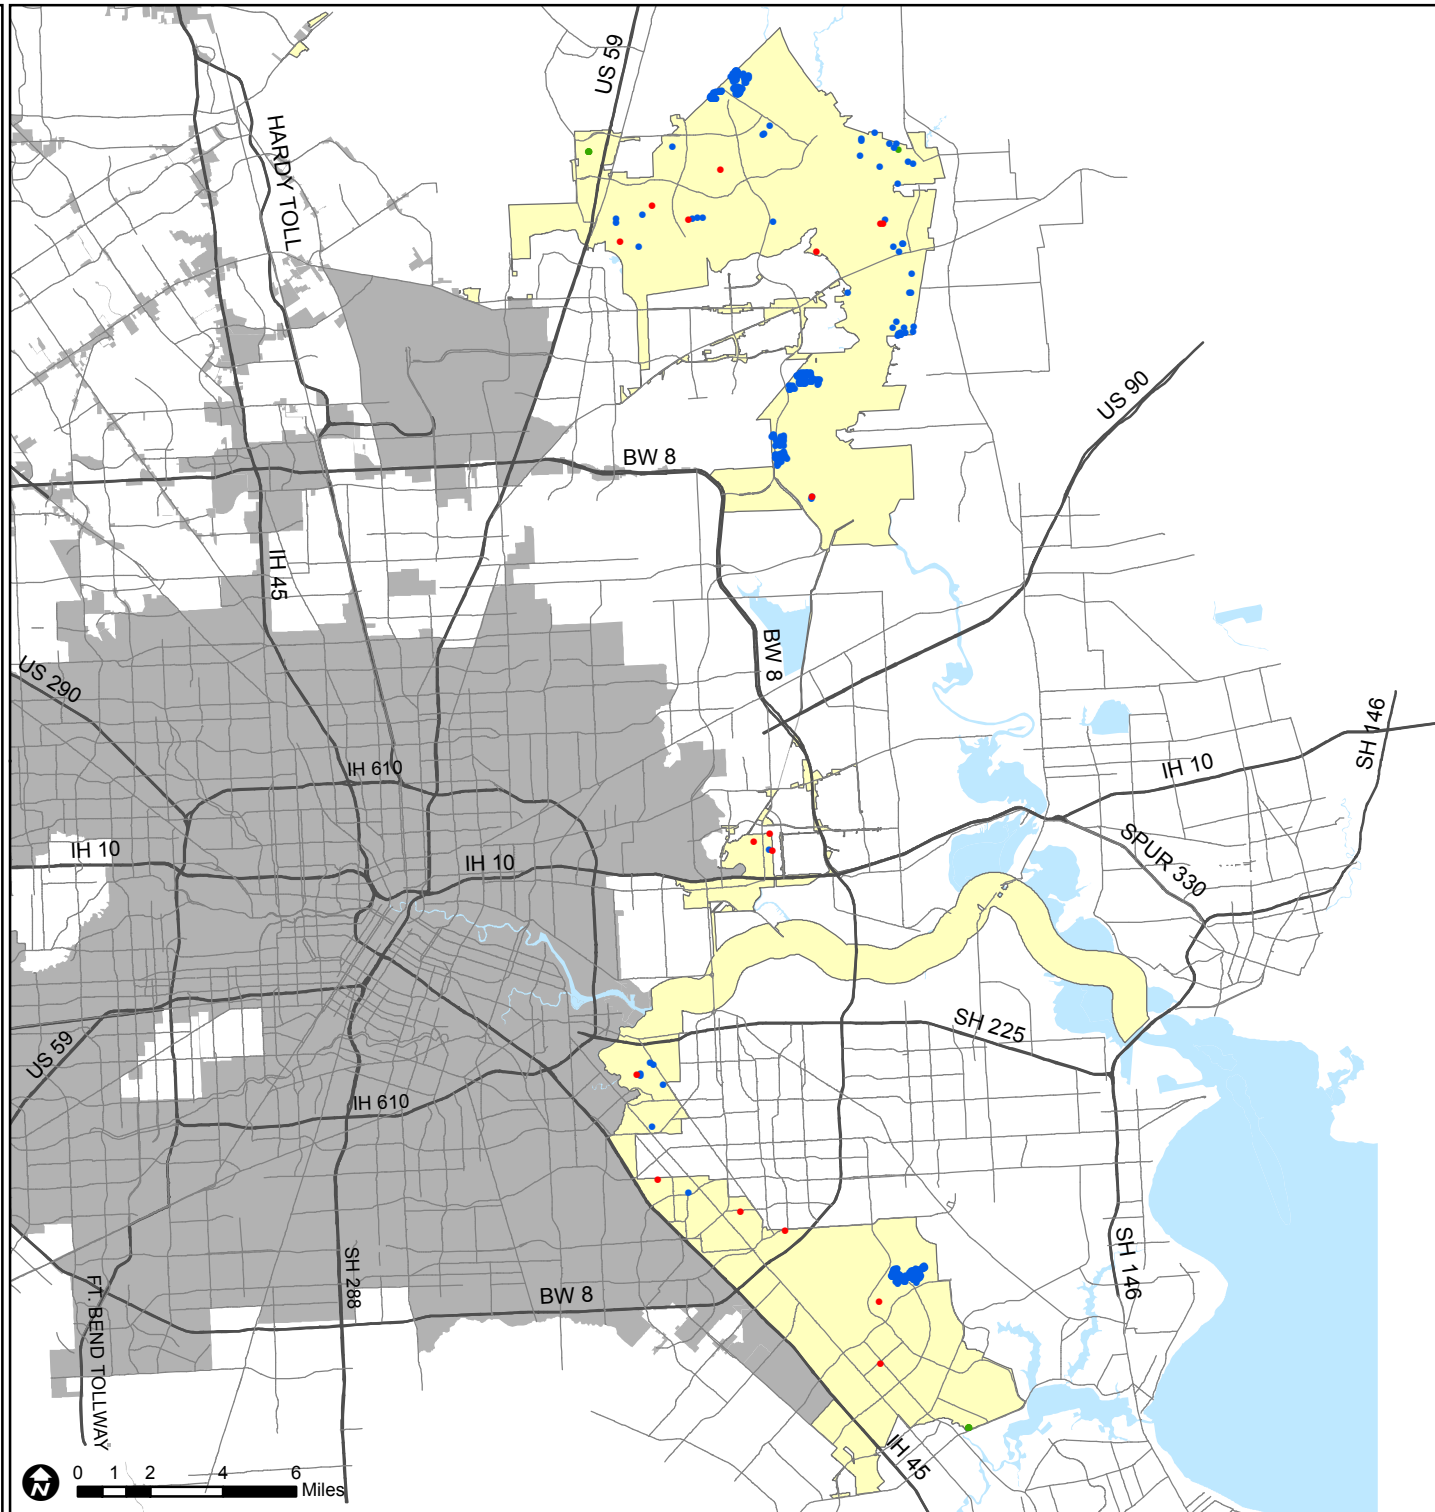 US 59
HARDY TOLL
US 90
BW 8
IH 45
BW 8
US 290
SH 146
IH 610
IH 10
IH 10
IH 10
SPUR 330
SH 225
US 59
IH 610
SH 146
SH 288
BW 8
FT. BEND TOLLWAY
IH 45
N
0 1 2 4 6
Miles